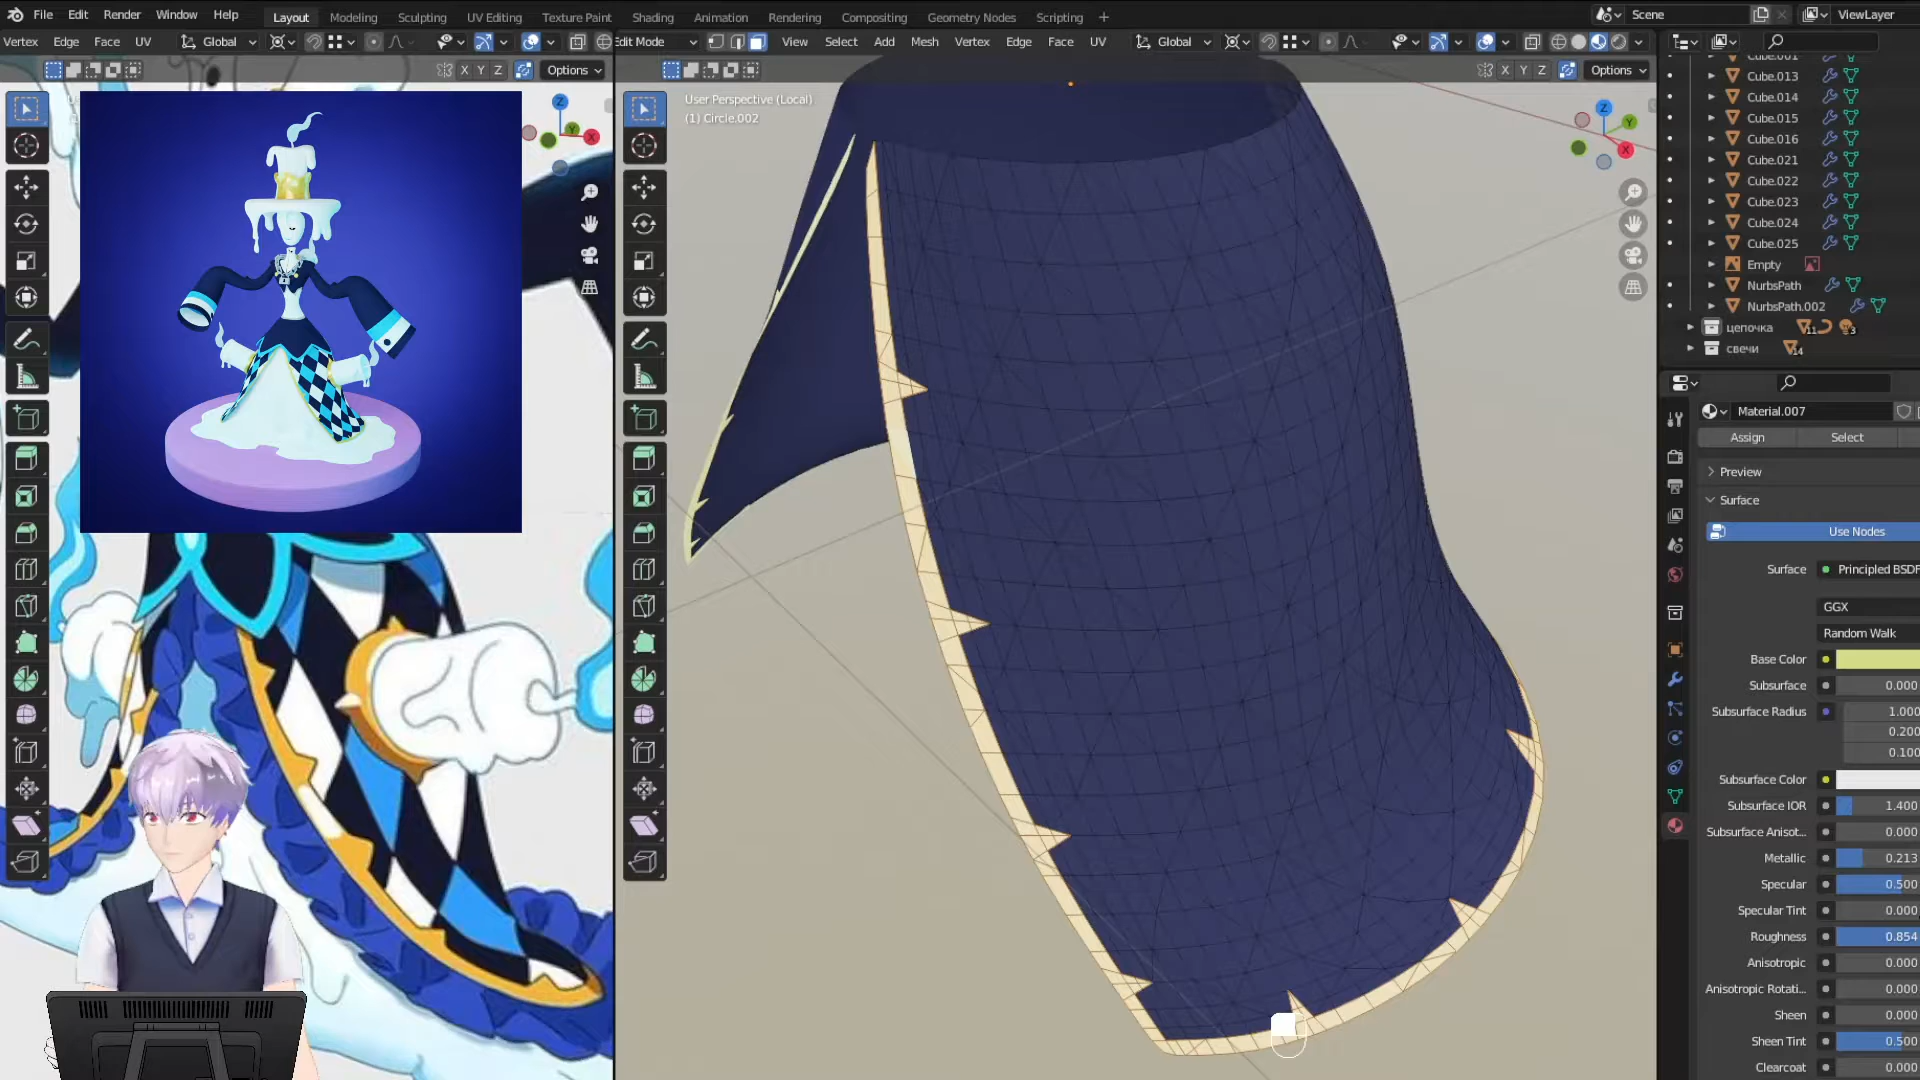 File Edit Render Window Help Layout Modeling Sculpting UV Editing Texture Paint Shading Animation Rendering Compositing Geometry Nodes Scripting + Scene ViewLayer
Vertex Edge Face UV Global Edit Mode View Select Add Mesh Vertex Edge Face UV Global
X Y Z Options X Y Z Options
User Perspective (Local)
(1) Circle.002
Z Y X
Z Y X
Cube.013
Cube.014
Cube.015
Cube.016
Cube.021
Cube.022
Cube.023
Cube.024
Cube.025
Empty
NurbsPath
NurbsPath.002
цепочка 11 3
свечи 14
Material.007
Assign Select
Preview
Surface
Use Nodes
Surface Principled BSDF
GGX
Random Walk
Base Color
Subsurface 0.000
Subsurface Radius 1.000
0.200
0.100
Subsurface Color
Subsurface IOR 1.400
Subsurface Anisot... 0.000
Metallic 0.213
Specular 0.500
Specular Tint 0.000
Roughness 0.854
Anisotropic 0.000
Anisotropic Rotati... 0.000
Sheen 0.000
Sheen Tint 0.500
Clearcoat 0.000